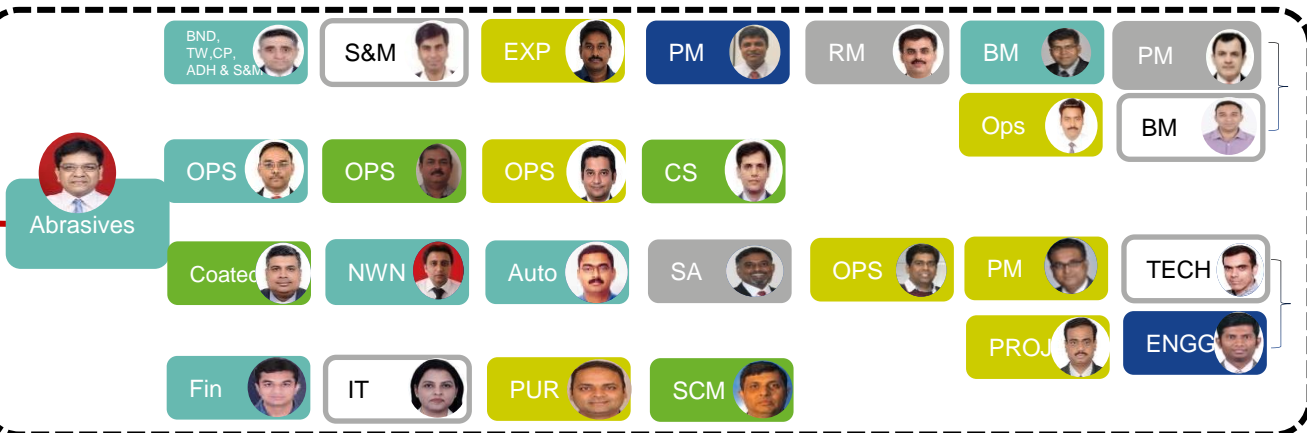 BND,
TW,CP,
ADH & S&M
S&M
EXP
PM
RM
BM
PM
Ops
BM
OPS
OPS
OPS
CS
Abrasives
Coated
NWN
Auto
SA
OPS
PM
TECH
PROJ
ENGG
Fin
IT
PUR
SCM